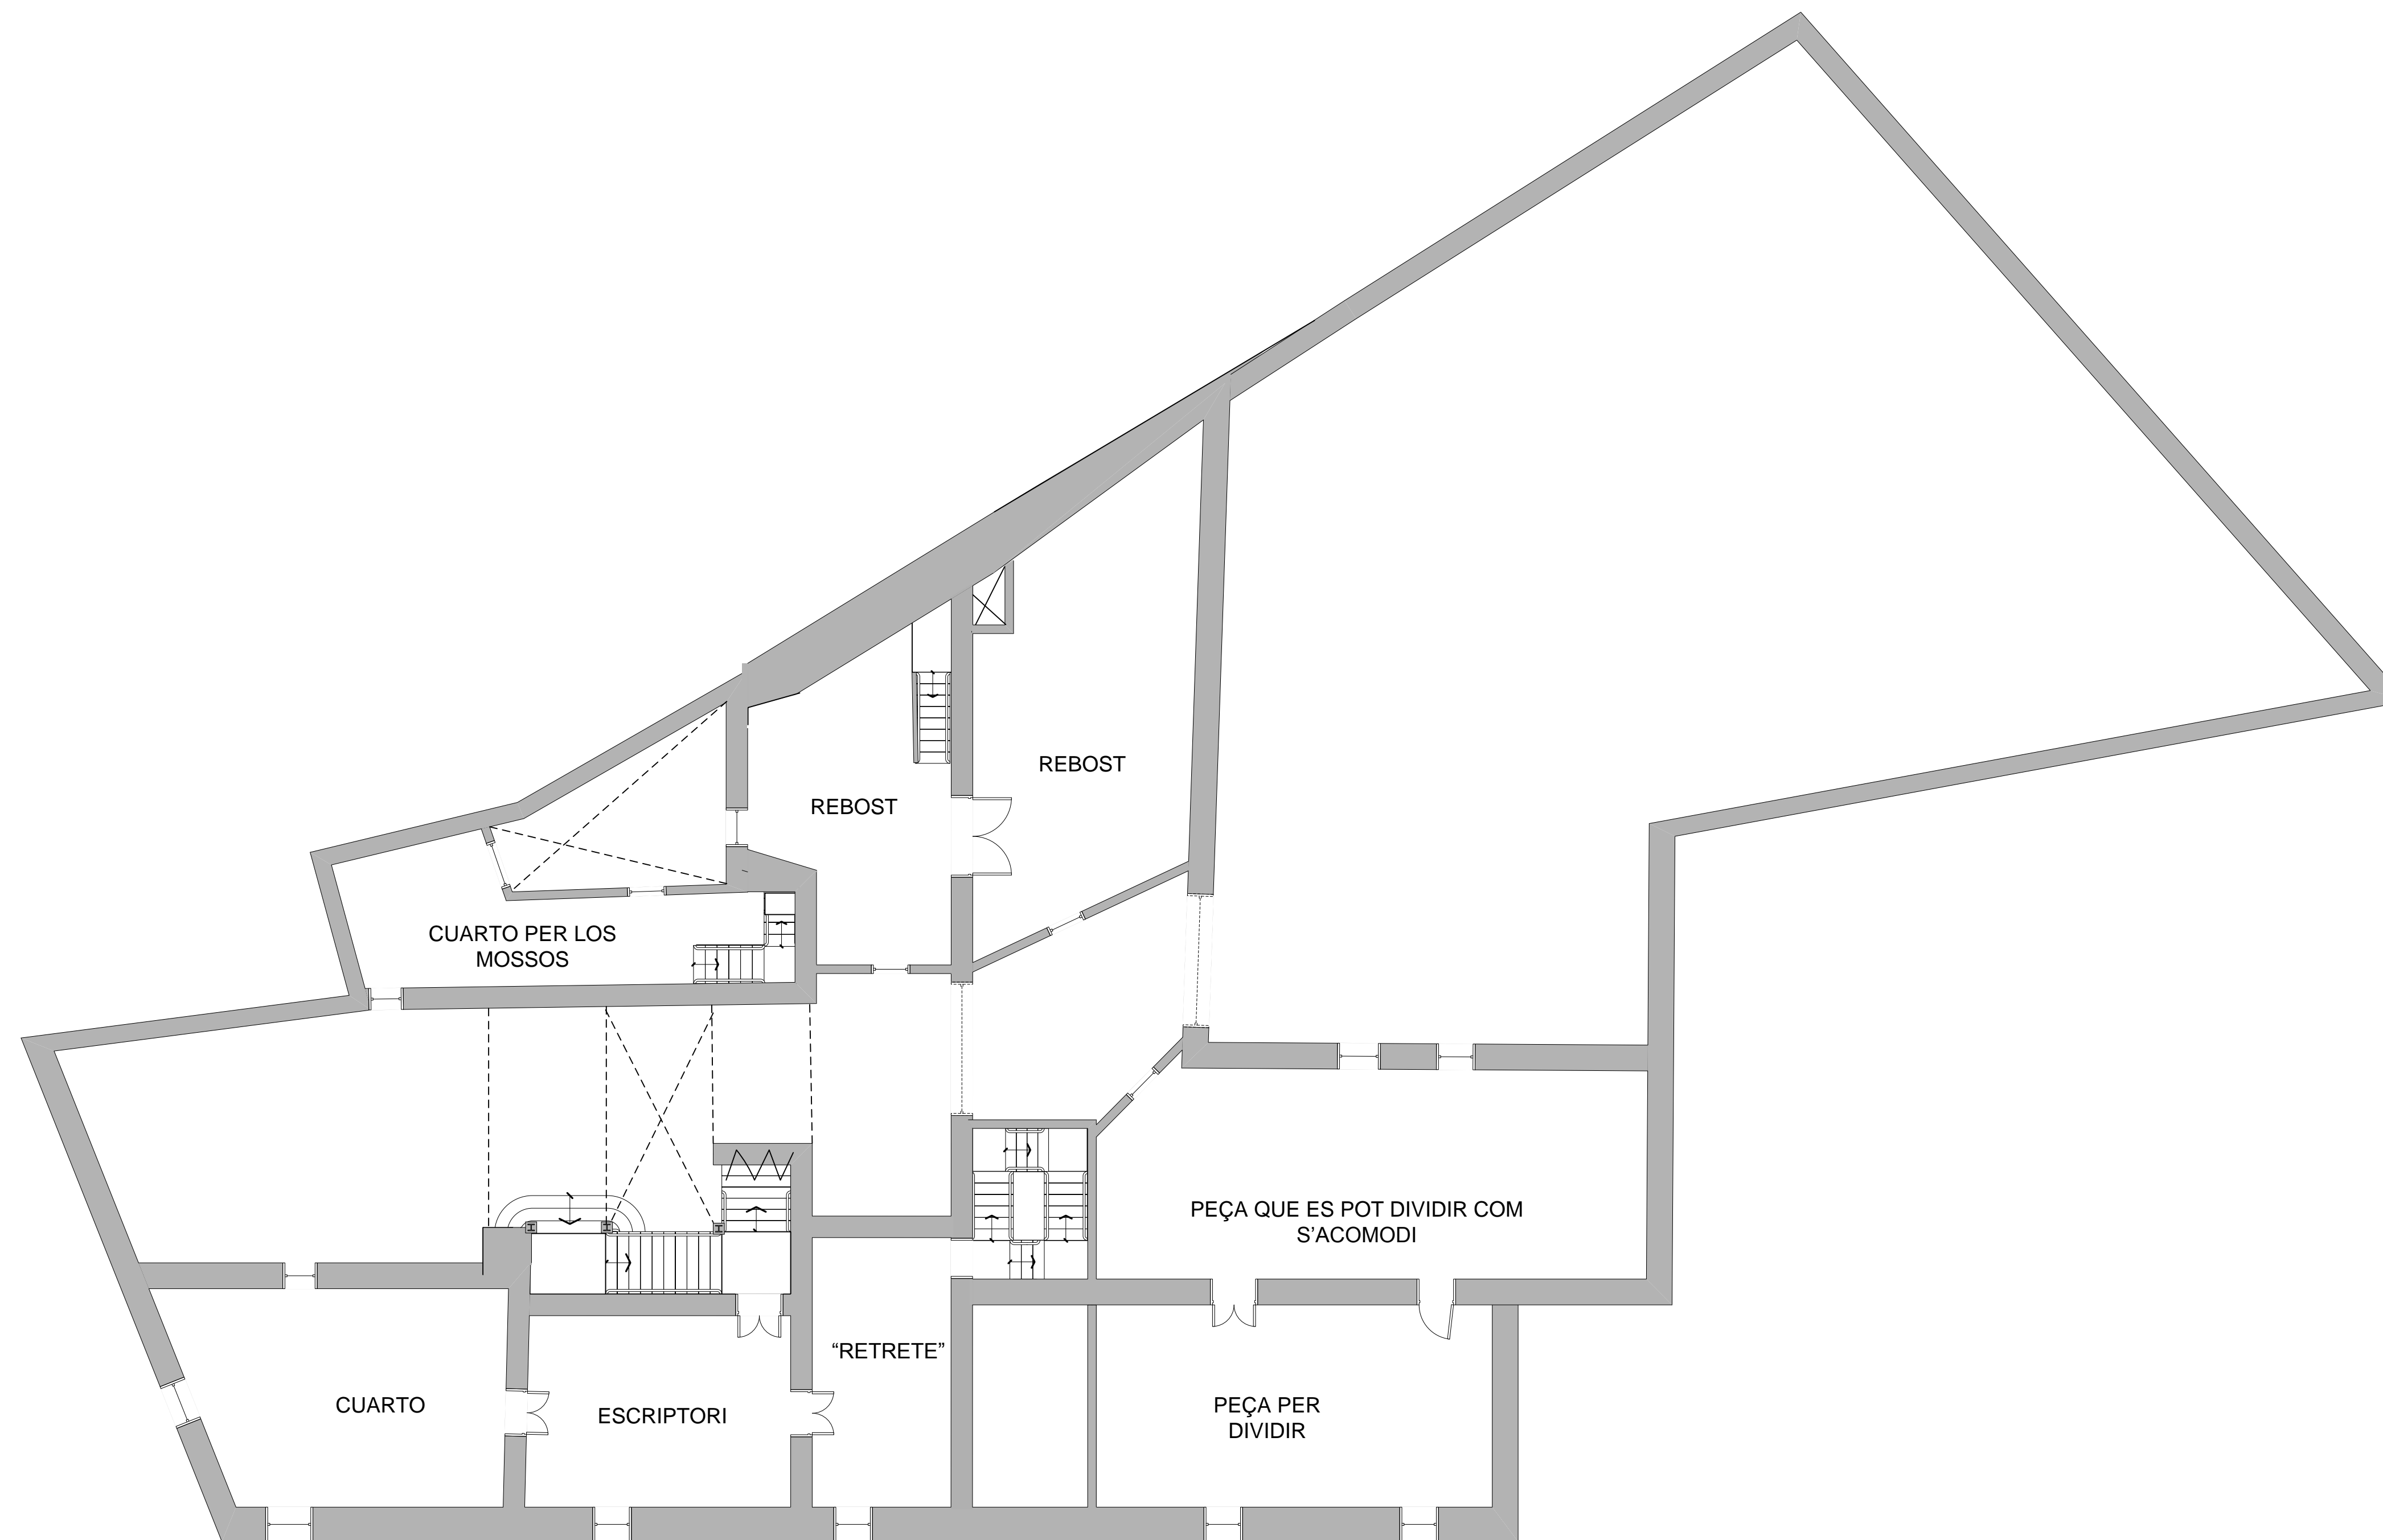 REBOST
REBOST
CUARTO PER LOS
MOSSOS
PEÇA QUE ES POT DIVIDIR COM
S’ACOMODI
“RETRETE”
CUARTO
ESCRIPTORI
PEÇA PER
DIVIDIR